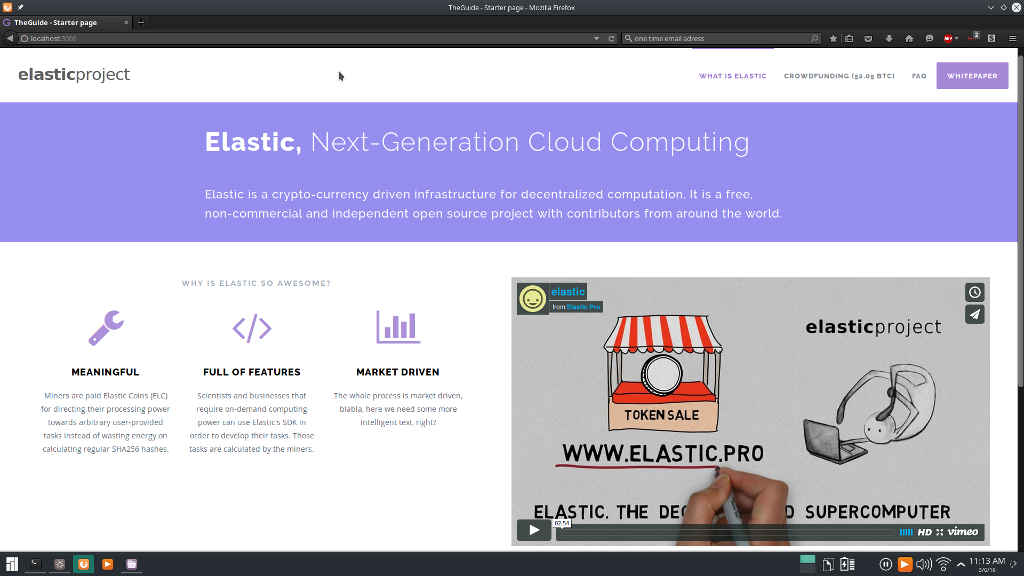 TheGuide - Starter page - Mozilla Firefox
TheGuide - Starter page
localhost:3000
one time email adress
2
elasticproject
WHAT IS ELASTIC
CROWDFUNDING (52.05 BTC)
FAQ
WHITEPAPER
Elastic, Next-Generation Cloud Computing
Elastic is a crypto-currency driven infrastructure for decentralized computation. It is a free,
non-commercial and independent open source project with contributors from around the world.
WHY IS ELASTIC SO AWESOME?
MEANINGFUL
Miners are paid Elastic Coins (ELC)
for directing their processing power
towards arbitrary user-provided
tasks instead of wasting energy on
calculating regular SHA256 hashes.
FULL OF FEATURES
Scientists and businesses that
require on-demand computing
power can use Elastic's SDK in
order to develop their tasks. Those
tasks are calculated by the miners.
MARKET DRIVEN
The whole process is market driven,
blabla, here we need some more
intelligent text, right?
elastic
from Elastic Pro
elasticproject
TOKEN SALE
WWW.ELASTIC.PRO
ELASTIC. THE DEC D SUPERCOMPUTER
02:54
HD vimeo
11:13 AM
3/6/16